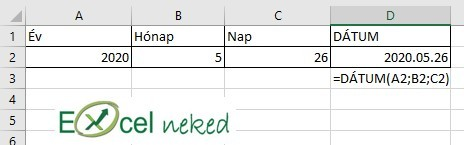 A B C D
1 Év Hónap Nap DÁTUM
2 2020 5 26 2020.05.26
3 =DÁTUM(A2;B2;C2)
4
5
6
Excel neked